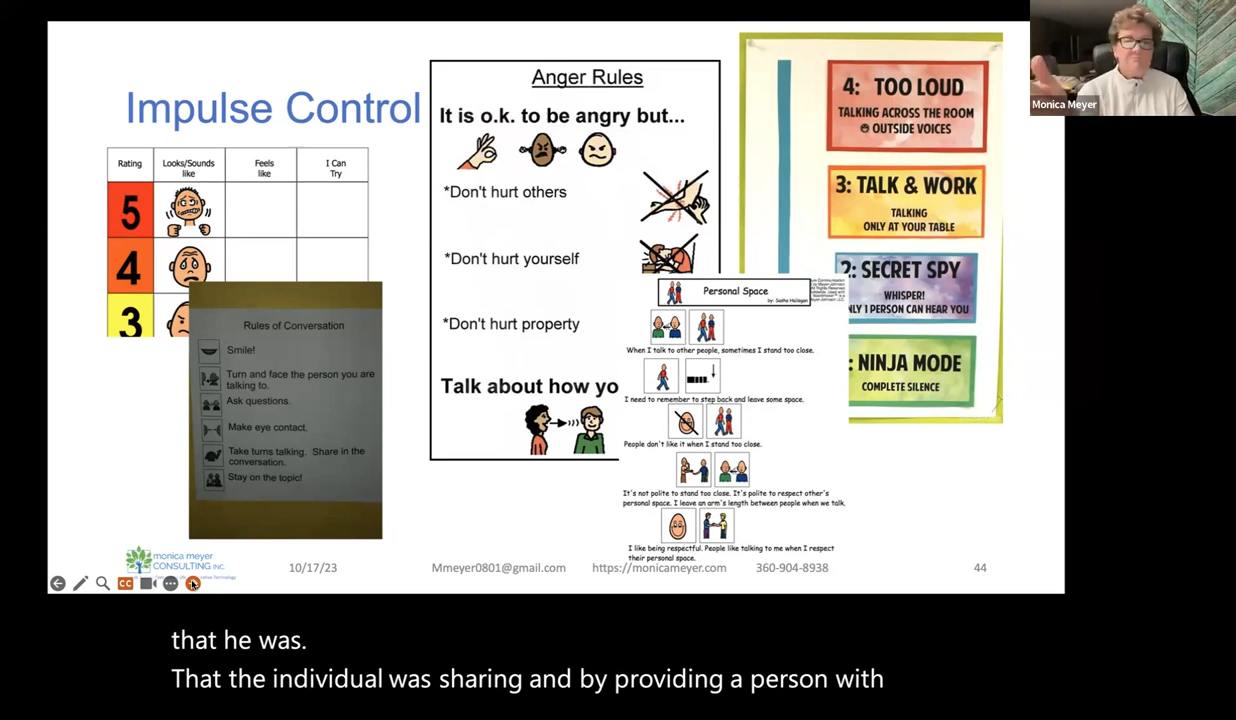 Impulse Control
Rating
Looks/Sounds
like
Feels
like
I Can
Try
5
4
3
Rules of Conversation
Smile!
Turn and face the person you are
talking to.
Ask questions.
Make eye contact.
Take turns talking. Share in the
conversation.
Stay on the topic!
Anger Rules
It is o.k. to be angry but...
*Don't hurt others
*Don't hurt yourself
*Don't hurt property
Talk about how yo
Personal Space
by: Sasha Hallagan
When I talk to other people, sometimes I stand too close.
I need to remember to step back and leave some space.
People don't like it when I stand too close.
It's not polite to stand too close. It's polite to respect other's
personal space. I leave an arm's length between people when we talk.
I like being respectful. People like talking to me when I respect
their personal space.
4: TOO LOUD
TALKING ACROSS THE ROOM
OUTSIDE VOICES
3: TALK & WORK
TALKING
ONLY AT YOUR TABLE
2: SECRET SPY
WHISPER!
NLY 1 PERSON CAN HEAR YOU
: NINJA MODE
COMPLETE SILENCE
Monica Meyer
monica meyer
CONSULTING INC.
10/17/23
Mmeyer0801@gmail.com
https://monicameyer.com
360-904-8938
44
CC
that he was.
That the individual was sharing and by providing a person with